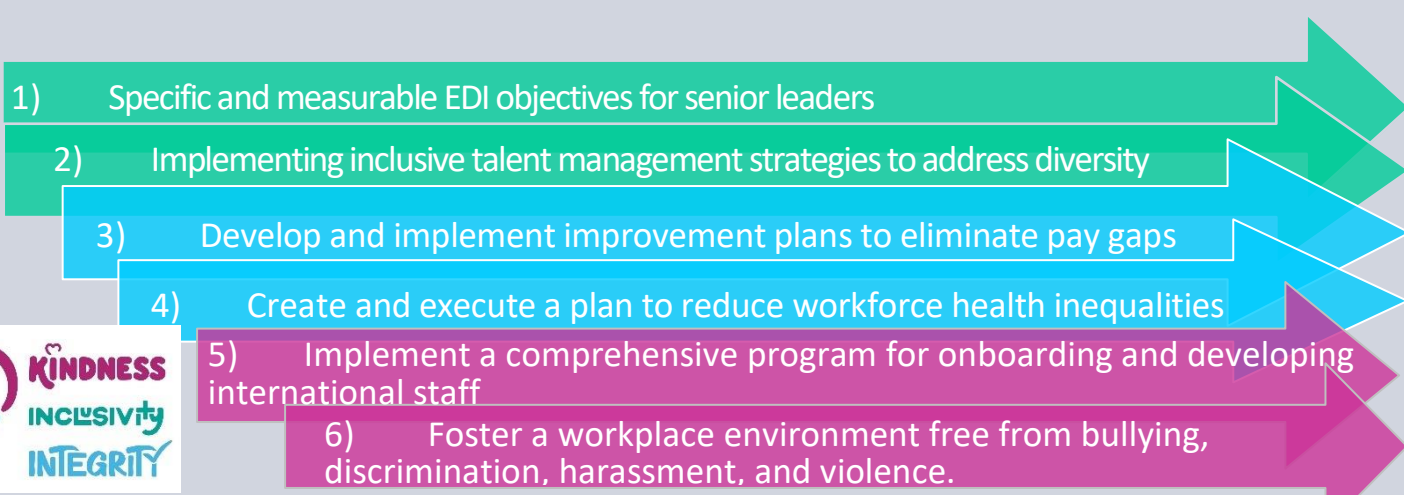 1) Specific and measurable EDI objectives for senior leaders
2) Implementing inclusive talent management strategies to address diversity
3) Develop and implement improvement plans to eliminate pay gaps
4) Create and execute a plan to reduce workforce health inequalities
5) Implement a comprehensive program for onboarding and developing
international staff
6) Foster a workplace environment free from bullying,
discrimination, harassment, and violence.
KINDNESS
INCLUSIVITY
INTEGRITY